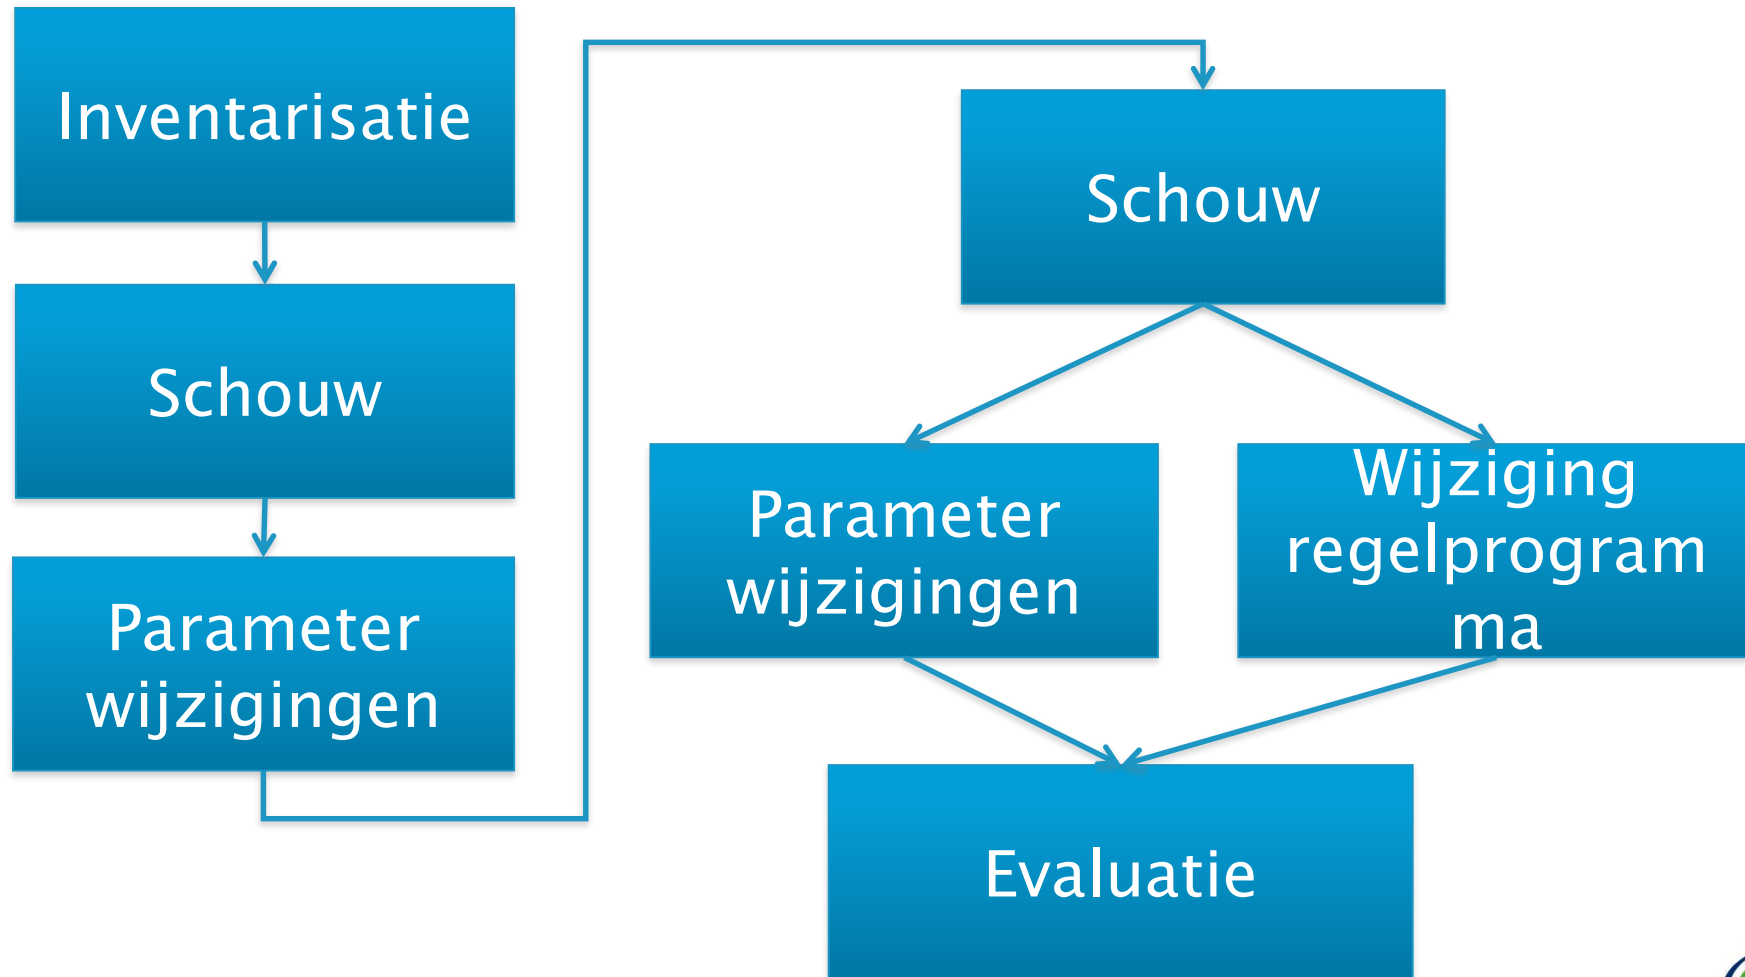 Inventarisatie
Schouw
Parameter
wijzigingen
Schouw
Parameter
wijzigingen
Wijziging
regelprogram
ma
Evaluatie